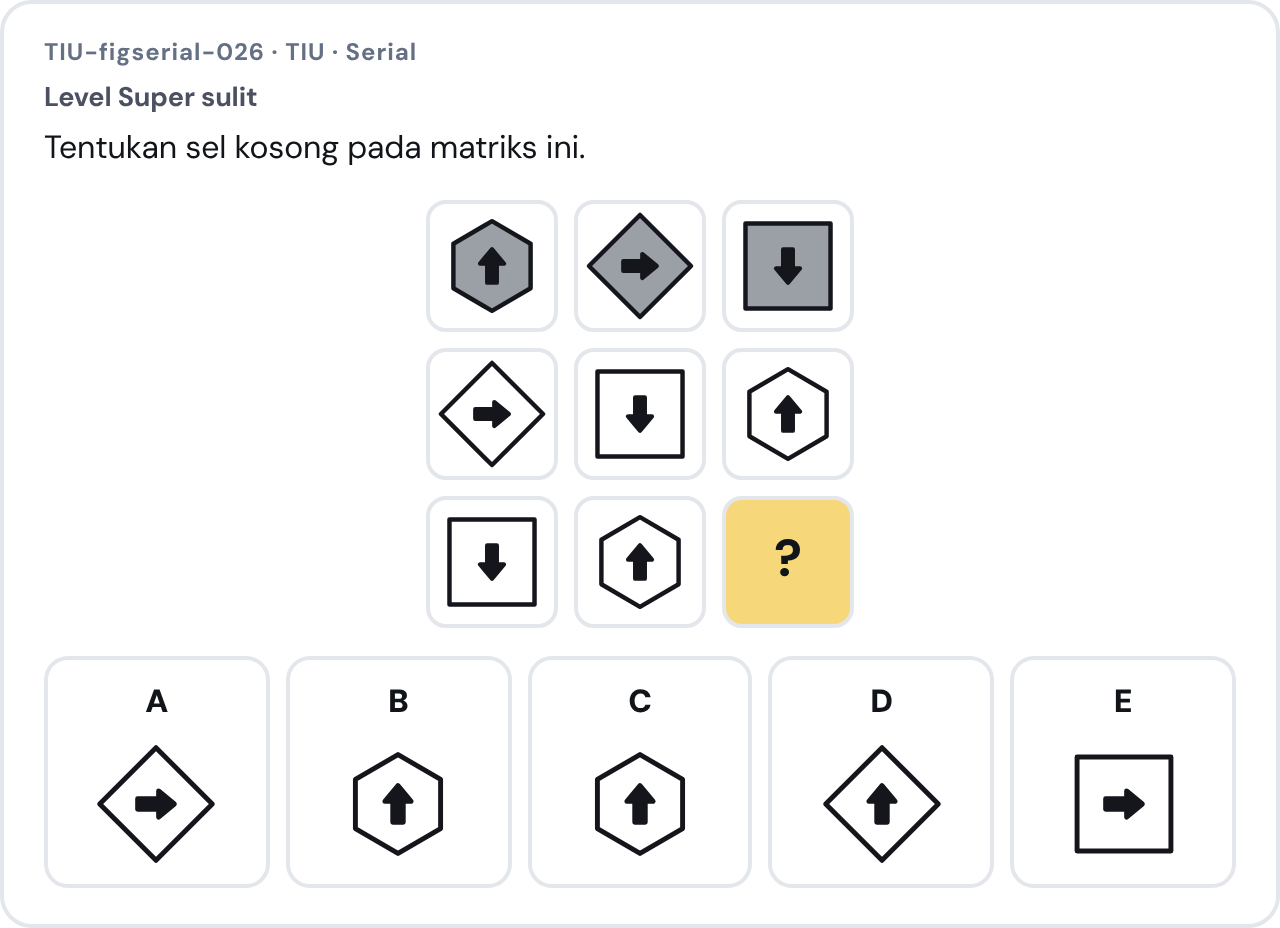 TIU-figserial-026 · TIU · Serial
Level Super sulit
Tentukan sel kosong pada matriks ini.
?
A B C D E